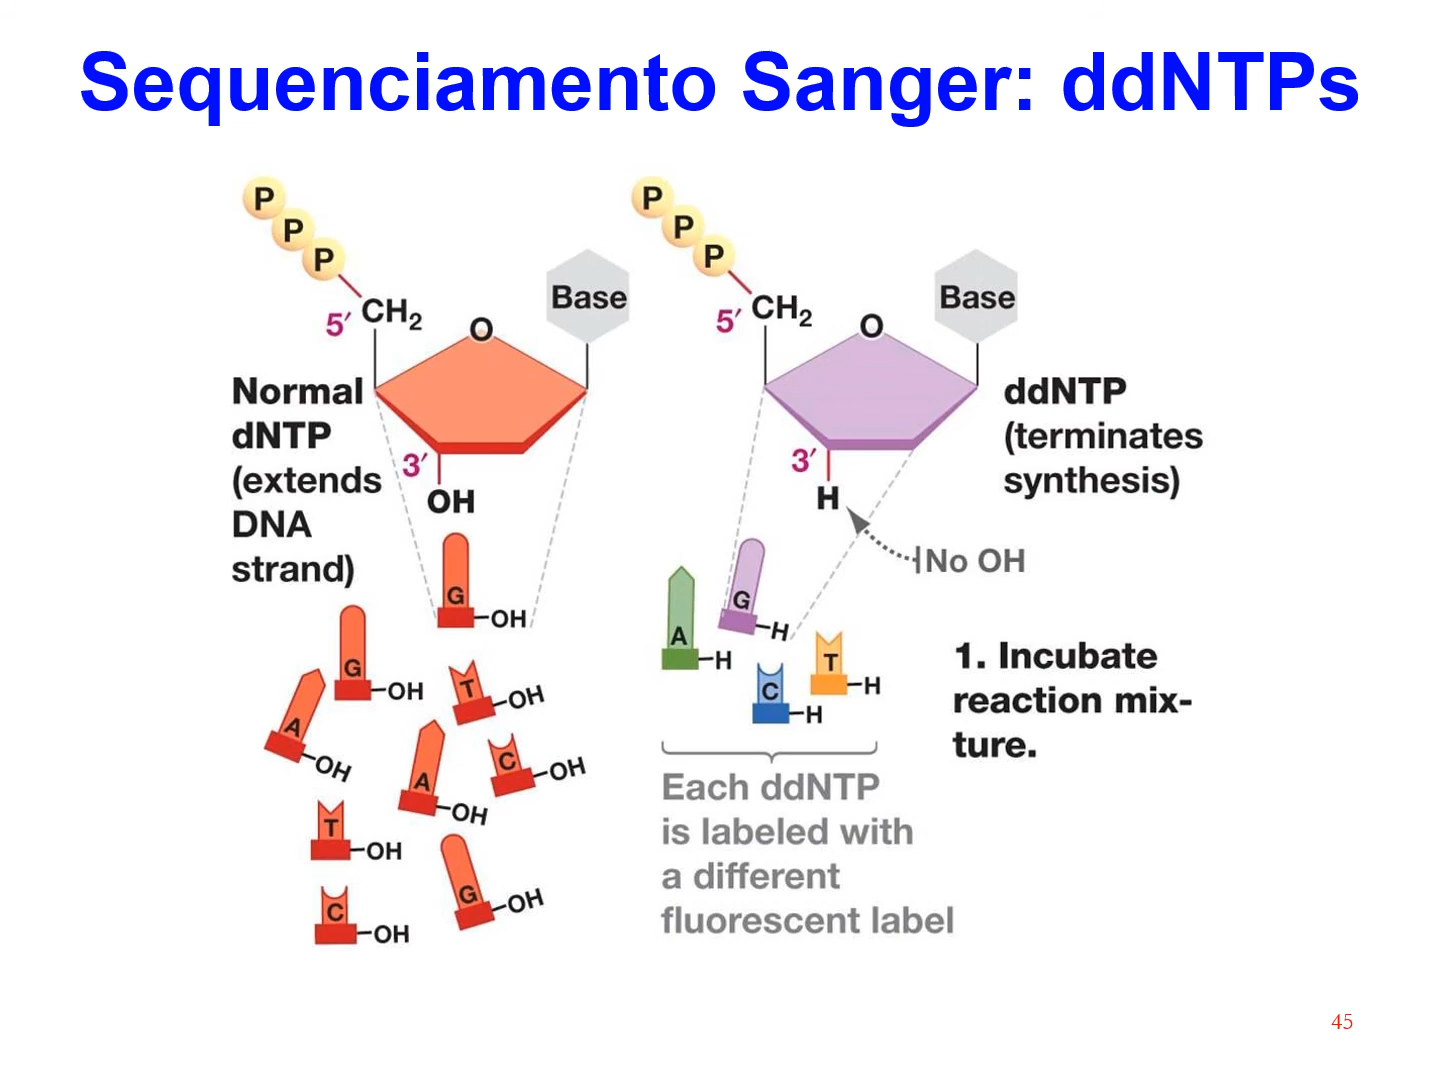 Sequenciamento Sanger: ddNTPs
P
P
P
5′ CH₂
O
Base
3′
OH
Normal
dNTP
(extends
DNA
strand)
P
P
P
5′ CH₂
O
Base
3′
H
ddNTP
(terminates
synthesis)
No OH
G
OH
G
OH
T
OH
A
OH
A
OH
C
OH
T
OH
G
OH
C
OH
A
H
G
H
T
H
C
H
Each ddNTP
is labeled with
a different
fluorescent label
1. Incubate
reaction mix-
ture.
45